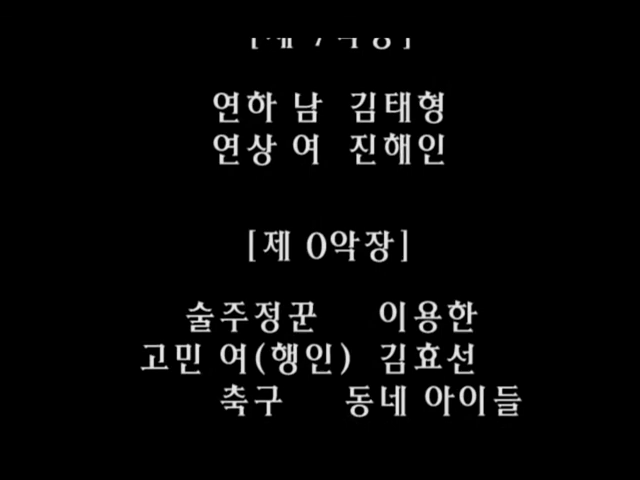 연하 남 김태형
연상 여 진해인
[제 0악장]
술주정꾼 이용한
고민 여(행인) 김효선
축구 동네 아이들